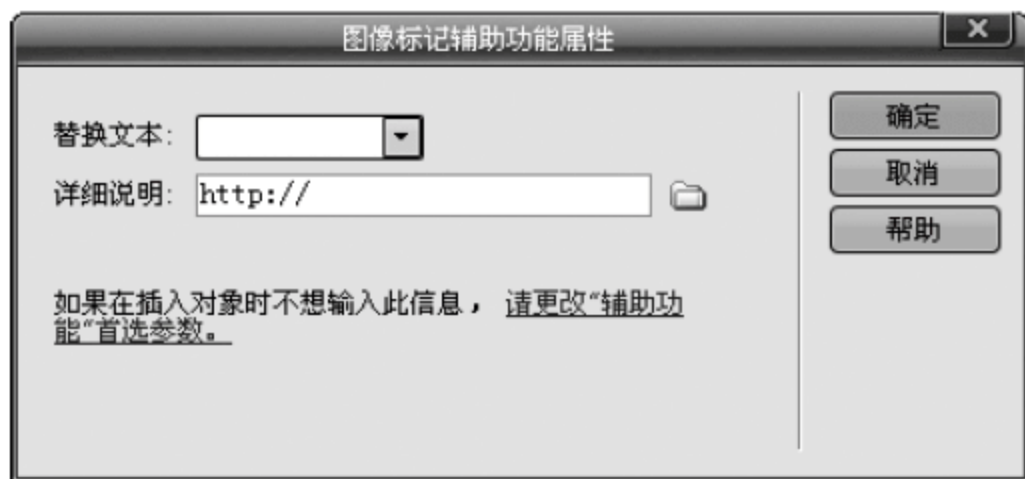 图像标记辅助功能属性
替换文本:
确定
详细说明: http://
取消
帮助
如果在插入对象时不想输入此信息， 请更改“辅助功
能”首选参数。